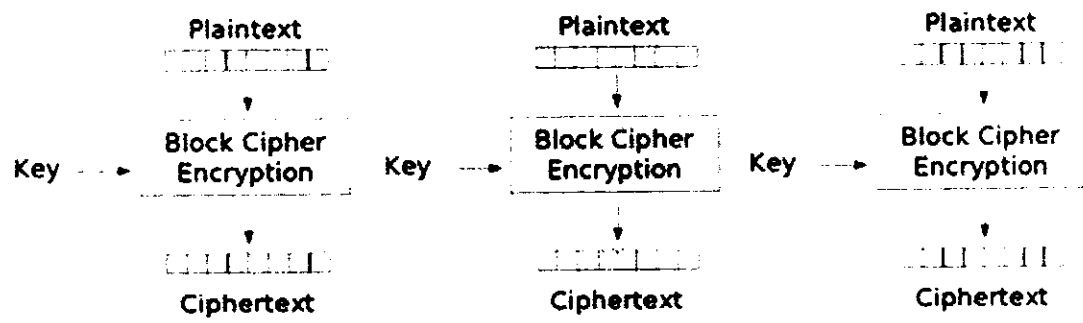 Plaintext Plaintext Plaintext
Block Cipher Block Cipher Block Cipher
Key Encryption Key Encryption Key Encryption
Ciphertext Ciphertext Ciphertext